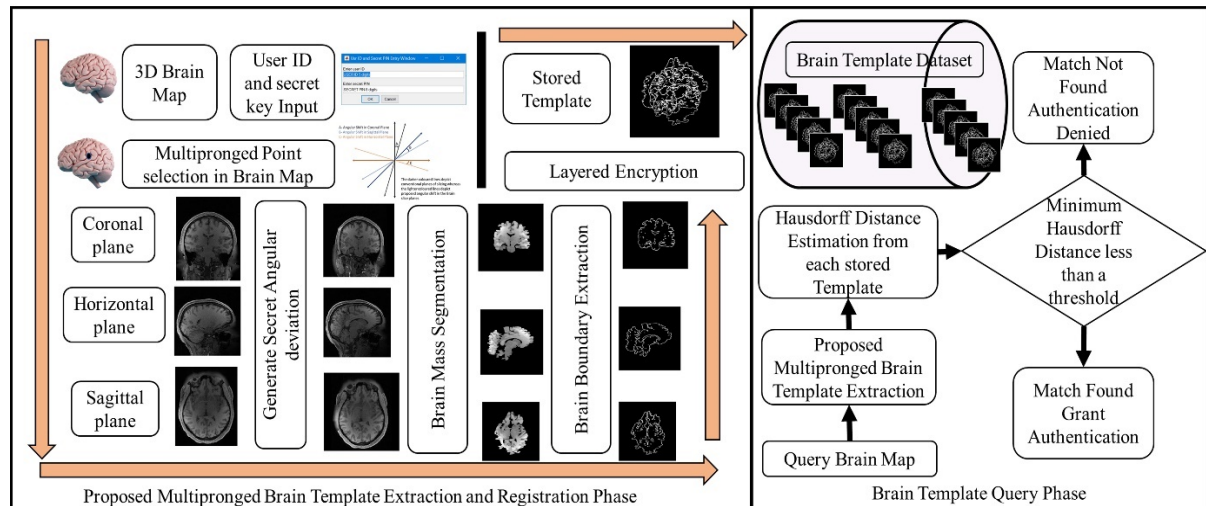 3D Brain
Map
User ID
and secret
key Input
Enter user ID
Enter secret PIN
OK
Cancel
Stored
Template
Brain Template Dataset
Match Not
Found
Authentication
Denied
Multipronged Point
selection in Brain Map
Layered Encryption
Coronal
plane
Horizontal
plane
Sagittal
plane
Generate Secret Angular
deviation
Brain Mass Segmentation
Brain Boundary Extraction
Hausdorff Distance
Estimation from
each stored
Template
Minimum
Hausdorff
Distance less
than a
threshold
Proposed
Multipronged Brain
Template Extraction
Match Found
Grant
Authentication
Query Brain Map
Proposed Multipronged Brain Template Extraction and Registration Phase
Brain Template Query Phase